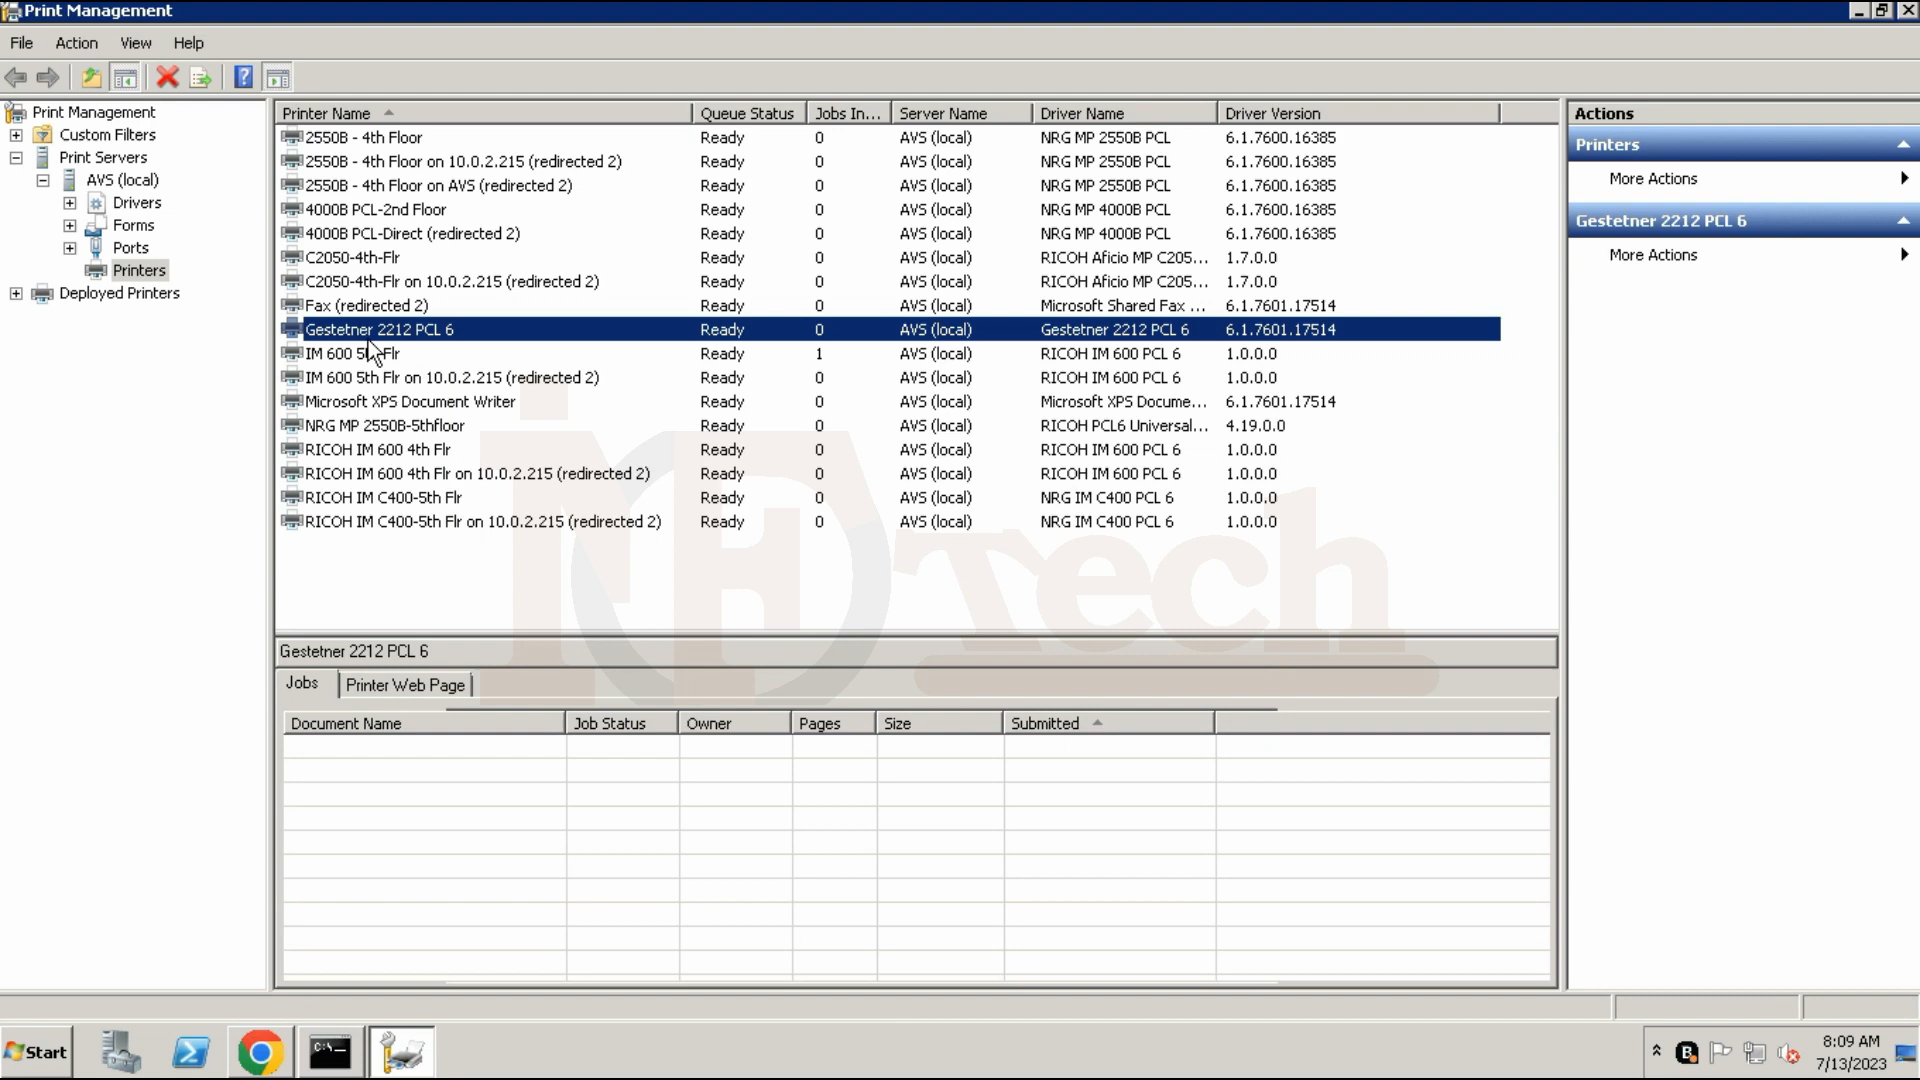 Print Management
File Action View Help
Print Management
Custom Filters
Print Servers
AVS (local)
Drivers
Forms
Ports
Printers
Deployed Printers
Printer Name Queue Status Jobs In... Server Name Driver Name Driver Version
2550B - 4th Floor Ready 0 AVS (local) NRG MP 2550B PCL 6.1.7600.16385
2550B - 4th Floor on 10.0.2.215 (redirected 2) Ready 0 AVS (local) NRG MP 2550B PCL 6.1.7600.16385
2550B - 4th Floor on AVS (redirected 2) Ready 0 AVS (local) NRG MP 2550B PCL 6.1.7600.16385
4000B PCL-2nd Floor Ready 0 AVS (local) NRG MP 4000B PCL 6.1.7600.16385
4000B PCL-Direct (redirected 2) Ready 0 AVS (local) NRG MP 4000B PCL 6.1.7600.16385
C2050-4th-Flr Ready 0 AVS (local) RICOH Aficio MP C205... 1.7.0.0
C2050-4th-Flr on 10.0.2.215 (redirected 2) Ready 0 AVS (local) RICOH Aficio MP C205... 1.7.0.0
Fax (redirected 2) Ready 0 AVS (local) Microsoft Shared Fax ... 6.1.7601.17514
Gestetner 2212 PCL 6 Ready 0 AVS (local) Gestetner 2212 PCL 6 6.1.7601.17514
IM 600 Flr Ready 1 AVS (local) RICOH IM 600 PCL 6 1.0.0.0
IM 600 5th Flr on 10.0.2.215 (redirected 2) Ready 0 AVS (local) RICOH IM 600 PCL 6 1.0.0.0
Microsoft XPS Document Writer Ready 0 AVS (local) Microsoft XPS Docume... 6.1.7601.17514
NRG MP 2550B-5thfloor Ready 0 AVS (local) RICOH PCL6 Universal... 4.19.0.0
RICOH IM 600 4th Flr Ready 0 AVS (local) RICOH IM 600 PCL 6 1.0.0.0
RICOH IM 600 4th Flr on 10.0.2.215 (redirected 2) Ready 0 AVS (local) RICOH IM 600 PCL 6 1.0.0.0
RICOH IM C400-5th Flr Ready 0 AVS (local) NRG IM C400 PCL 6 1.0.0.0
RICOH IM C400-5th Flr on 10.0.2.215 (redirected 2) Ready 0 AVS (local) NRG IM C400 PCL 6 1.0.0.0
Tech
Gestetner 2212 PCL 6
Jobs Printer Web Page
Document Name Job Status Owner Pages Size Submitted
Actions
Printers
More Actions
Gestetner 2212 PCL 6
More Actions
Start
C:\
B
8:09 AM
7/13/2023